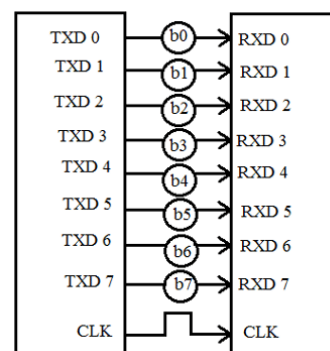 TXD 0 b0 RXD 0
TXD 1 b1 RXD 1
TXD 2 b2 RXD 2
TXD 3 b3 RXD 3
TXD 4 b4 RXD 4
TXD 5 b5 RXD 5
TXD 6 b6 RXD 6
TXD 7 b7 RXD 7
CLK CLK